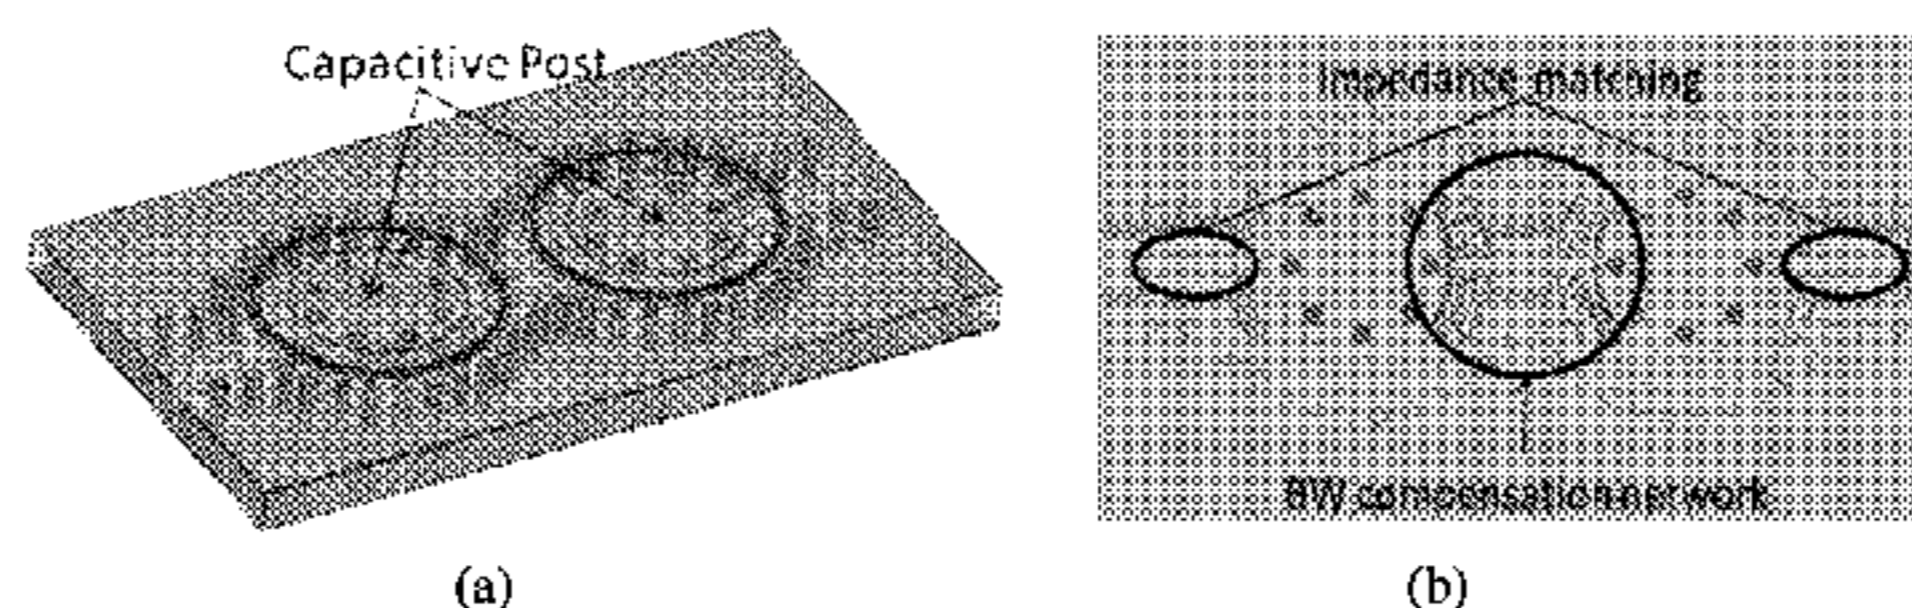 Capacitive Post
Impedance matching
BW compensation network
(a)
(b)